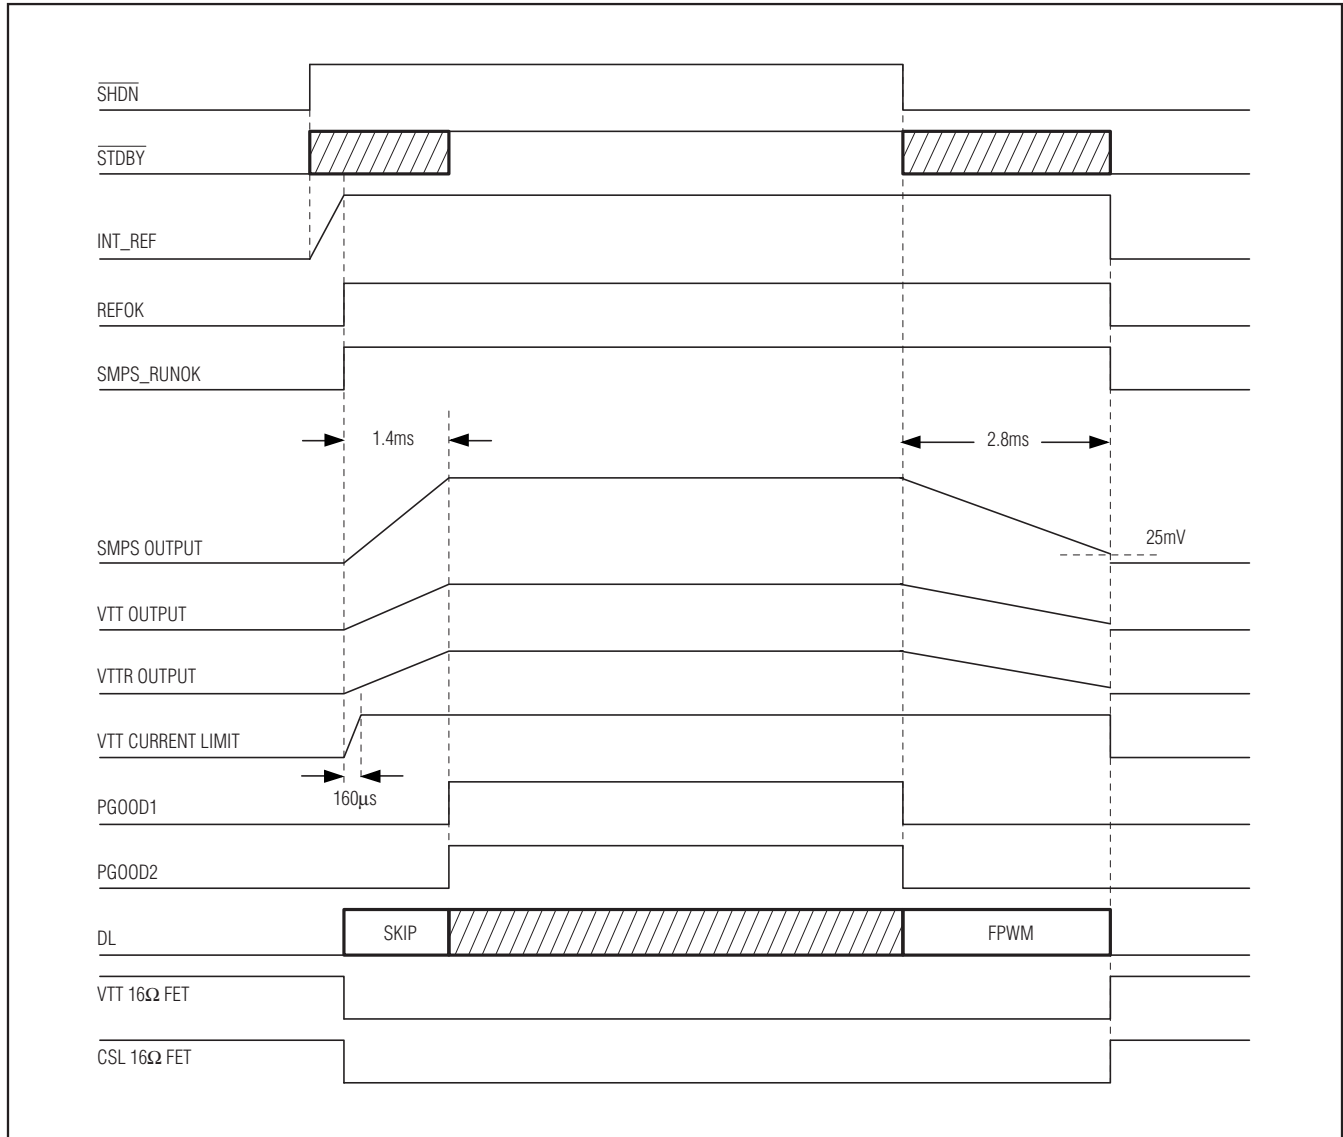 SHDN
STDBY
INT_REF
REFOK
SMPS_RUNOK
1.4ms
2.8ms
SMPS OUTPUT
25mV
VTT OUTPUT
VTTR OUTPUT
VTT CURRENT LIMIT
160μs
PGOOD1
PGOOD2
DL
SKIP
FPWM
VTT 16Ω FET
CSL 16Ω FET